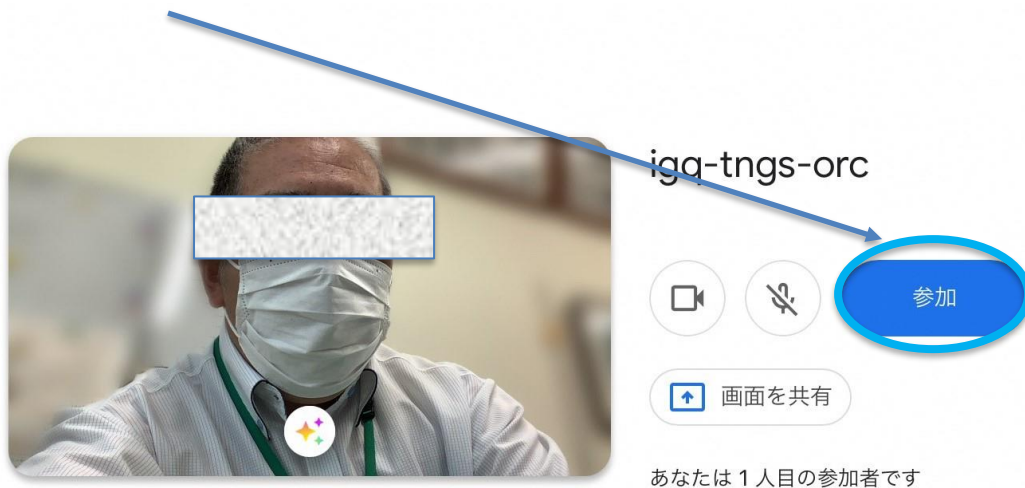 igq-tngs-orc
参加
画面を共有
あなたは 1 人目の参加者です